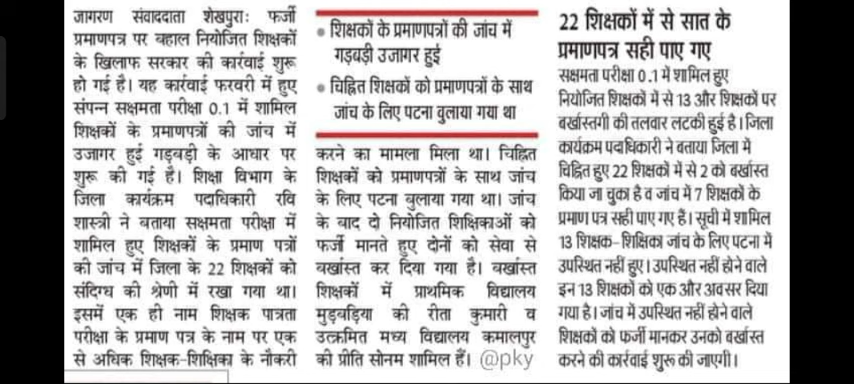 जागरण संवाददाता शेखपुराः फर्जी
प्रमाणपत्र पर बहाल नियोजित शिक्षकों
के खिलाफ सरकार की कार्रवाई शुरू
हो गई है। यह कार्रवाई फरवरी में हुए
संपन्न सक्षमता परीक्षा 0.1 में शामिल
शिक्षकों के प्रमाणपत्रों की जांच में
उजागर हुई गड़बड़ी के आधार पर
शुरू की गई है। शिक्षा विभाग के
जिला कार्यक्रम पदाधिकारी रवि
शास्त्री ने बताया सक्षमता परीक्षा में
शामिल हुए शिक्षकों के प्रमाण पत्रों
की जांच में जिला के 22 शिक्षकों को
संदिग्ध की श्रेणी में रखा गया था।
इसमें एक ही नाम शिक्षक पात्रता
परीक्षा के प्रमाण पत्र के नाम पर एक
से अधिक शिक्षक-शिक्षिका के नौकरी
• शिक्षकों के प्रमाणपत्रों की जांच में
गड़बड़ी उजागर हुई
• चिह्नित शिक्षकों को प्रमाणपत्रों के साथ
जांच के लिए पटना बुलाया गया था
करने का मामला मिला था। चिह्नित
शिक्षकों को प्रमाणपत्रों के साथ जांच
के लिए पटना बुलाया गया था। जांच
के बाद दो नियोजित शिक्षिकाओं को
फर्जी मानते हुए दोनों को सेवा से
बर्खास्त कर दिया गया है। बर्खास्त
शिक्षकों में प्राथमिक विद्यालय
मुड़वड़िया की रीता कुमारी व
उत्क्रमित मध्य विद्यालय कमालपुर
की प्रीति सोनम शामिल हैं। @pky
22 शिक्षकों में से सात के
प्रमाणपत्र सही पाए गए
सक्षमता परीक्षा 0.1 में शामिल हुए
नियोजित शिक्षकों में से 13 और शिक्षकों पर
बर्खास्तगी की तलवार लटकी हुई है। जिला
कार्यक्रम पदाधिकारी ने बताया जिला में
चिह्नित हुए 22 शिक्षकों में से 2 को बर्खास्त
किया जा चुका है व जांच में 7 शिक्षकों के
प्रमाण पत्र सही पाए गए हैं। सूची में शामिल
13 शिक्षक-शिक्षिका जांच के लिए पटना में
उपस्थित नहीं हुए। उपस्थित नहीं होने वाले
इन 13 शिक्षकों को एक और अवसर दिया
गया है। जांच में उपस्थित नहीं होने वाले
शिक्षकों को फर्जी मानकर उनको बर्खास्त
करने की कार्रवाई शुरू की जाएगी।